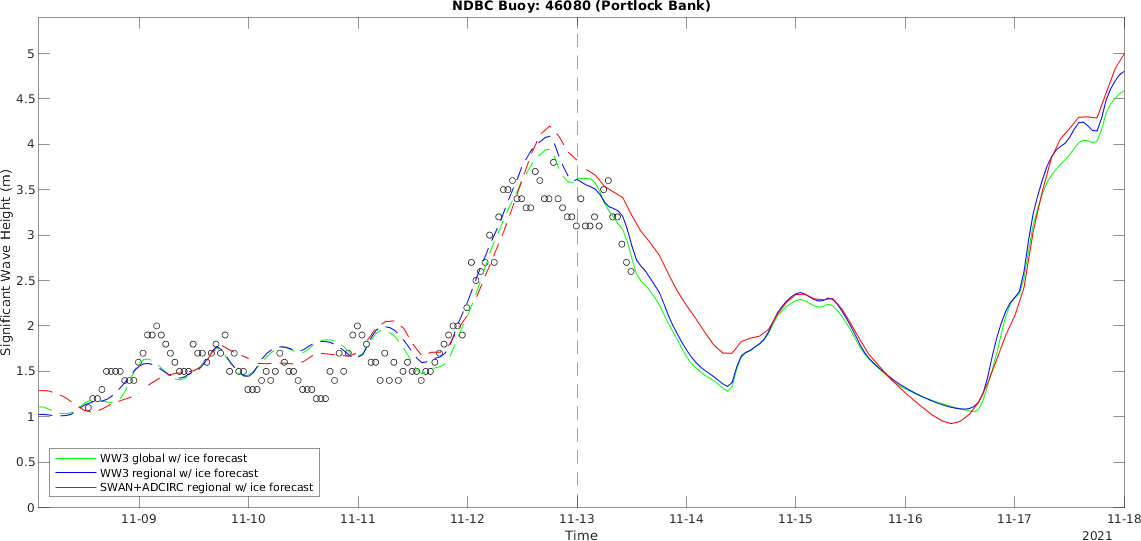 NDBC Buoy: 46080 (Portlock Bank)
5
4.5
4
3.5
3
2.5
2
1.5
1
0.5
0
Significant Wave Height (m)
WW3 global w/ ice forecast
WW3 regional w/ ice forecast
SWAN+ADCIRC regional w/ ice forecast
11-09 11-10 11-11 11-12 11-13 11-14 11-15 11-16 11-17 11-18
Time
2021